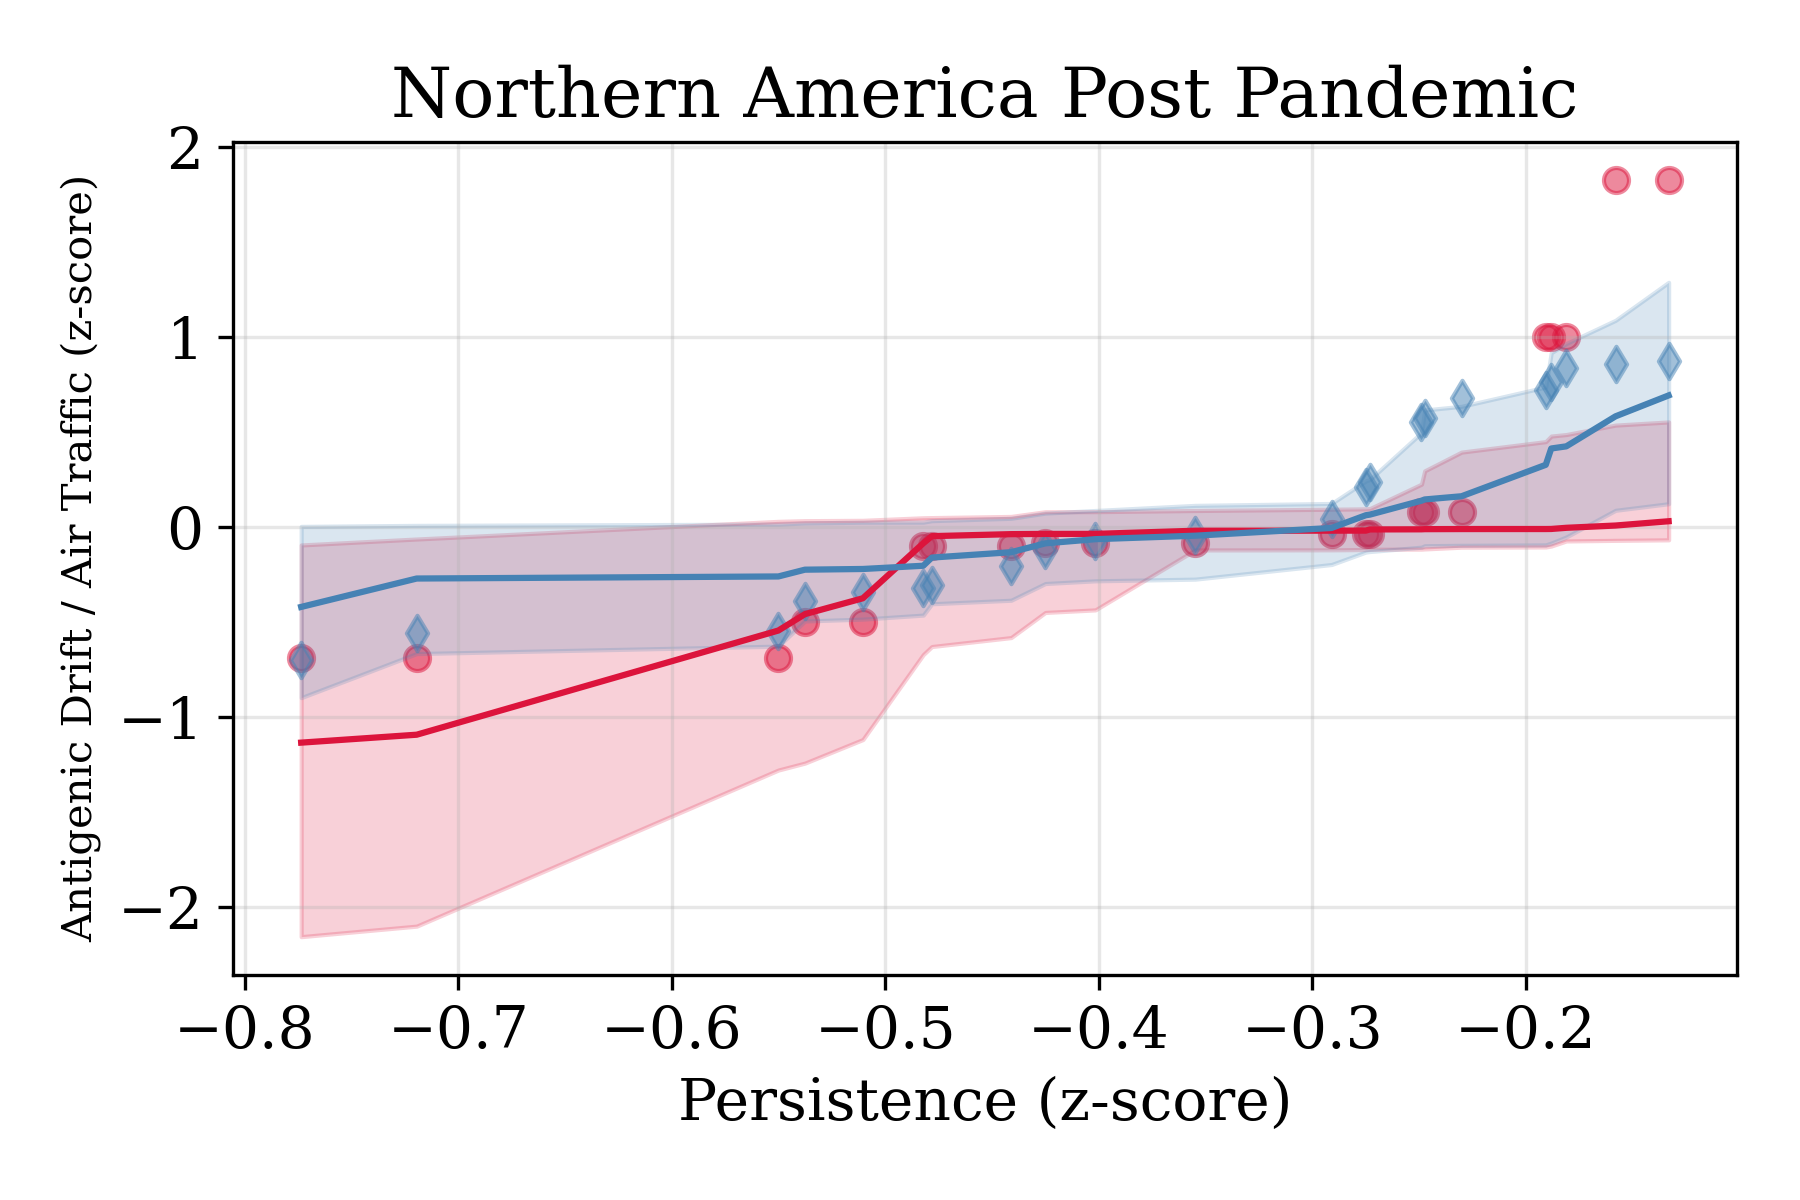 Northern America Post Pandemic
Antigenic Drift / Air Traffic (z-score)
2
1
0
−1
−2
−0.8 −0.7 −0.6 −0.5 −0.4 −0.3 −0.2
Persistence (z-score)